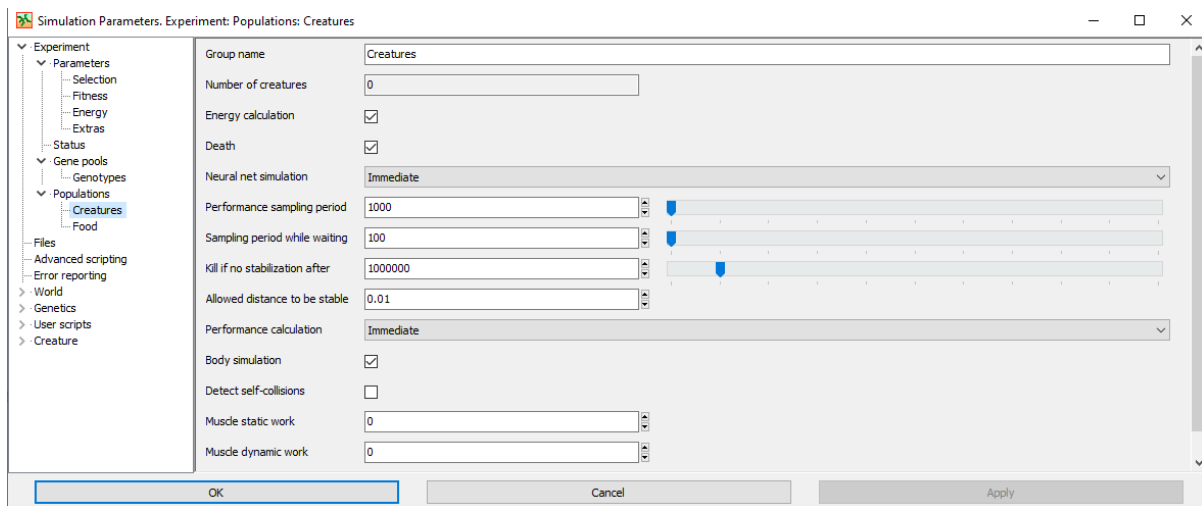 Simulation Parameters. Experiment: Populations: Creatures
Experiment
Parameters
Selection
Fitness
Energy
Extras
Status
Gene pools
Genotypes
Populations
Creatures
Food
Files
Advanced scripting
Error reporting
World
Genetics
User scripts
Creature
Group name Creatures
Number of creatures 0
Energy calculation
Death
Neural net simulation Immediate
Performance sampling period 1000
Sampling period while waiting 100
Kill if no stabilization after 1000000
Allowed distance to be stable 0.01
Performance calculation Immediate
Body simulation
Detect self-collisions
Muscle static work 0
Muscle dynamic work 0
OK Cancel Apply